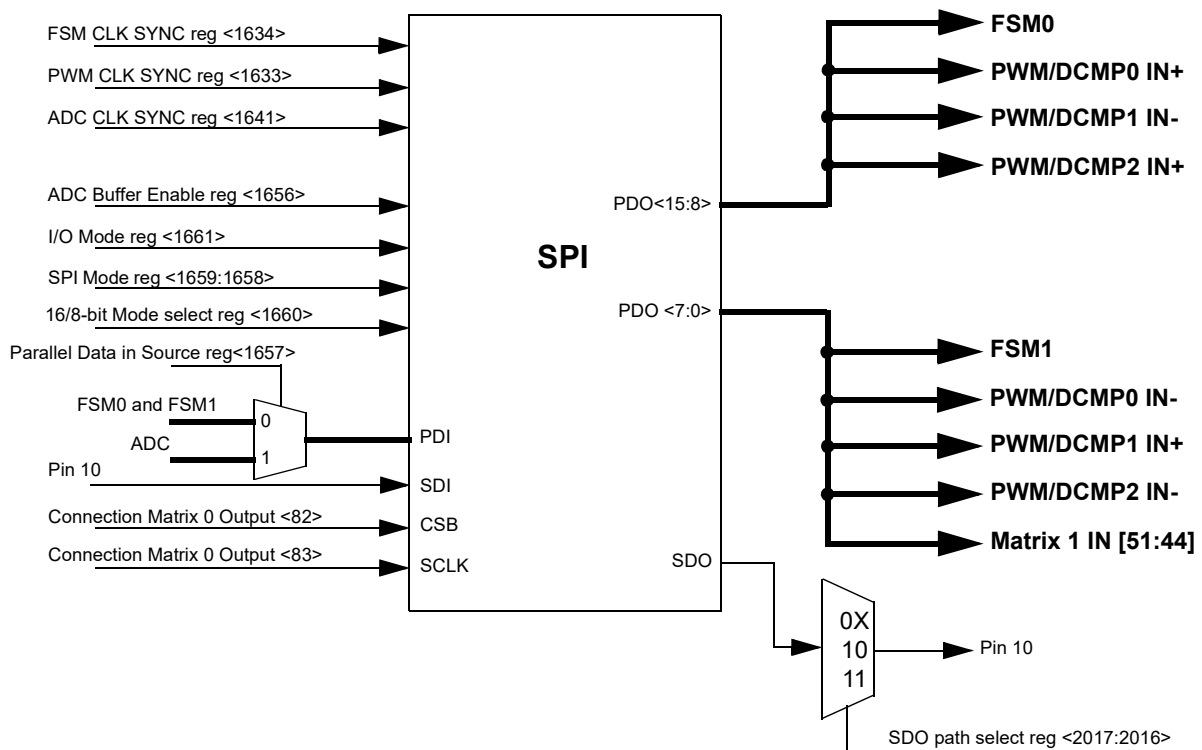 FSM CLK SYNC reg <1634>
PWM CLK SYNC reg <1633>
ADC CLK SYNC reg <1641>
ADC Buffer Enable reg <1656>
I/O Mode reg <1661>
SPI Mode reg <1659:1658>
16/8-bit Mode select reg <1660>
Parallel Data in Source reg<1657>
FSM0 and FSM1
0
ADC
1
Pin 10
Connection Matrix 0 Output <82>
Connection Matrix 0 Output <83>
PDI
SDI
CSB
SCLK
SPI
PDO<15:8>
PDO <7:0>
SDO
FSM0
PWM/DCMP0 IN+
PWM/DCMP1 IN-
PWM/DCMP2 IN+
FSM1
PWM/DCMP0 IN-
PWM/DCMP1 IN+
PWM/DCMP2 IN-
Matrix 1 IN [51:44]
0X
10
11
Pin 10
SDO path select reg <2017:2016>